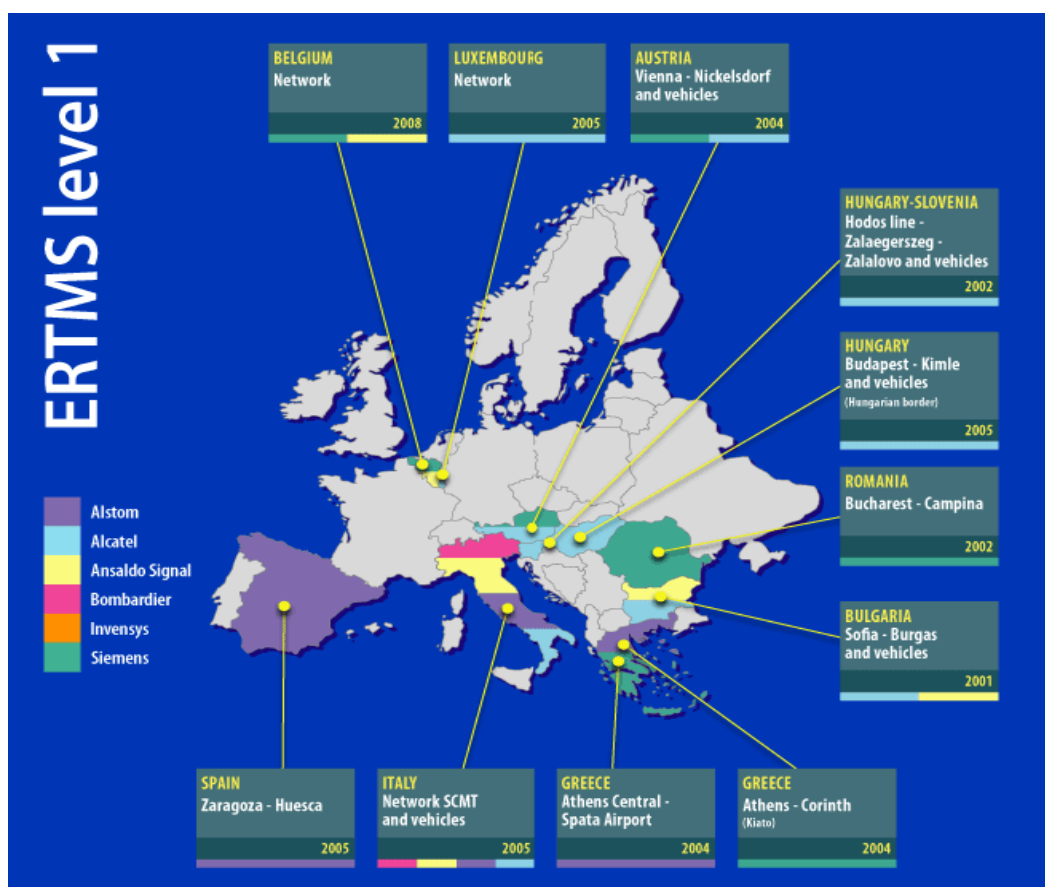 ERTMS level 1
BELGIUM
Network
2008
LUXEMBOURG
Network
2005
AUSTRIA
Vienna - Nickelsdorf
and vehicles
2004
HUNGARY-SLOVENIA
Hodos line -
Zalaegerszeg -
Zalalovo and vehicles
2002
HUNGARY
Budapest - Kimle
and vehicles
(Hungarian border)
2005
ROMANIA
Bucharest - Campina
2002
BULGARIA
Sofia - Burgas
and vehicles
2001
Alstom
Alcatel
Ansaldo Signal
Bombardier
Invensys
Siemens
SPAIN
Zaragoza - Huesca
2005
ITALY
Network SCMT
and vehicles
2005
GREECE
Athens Central -
Spata Airport
2004
GREECE
Athens - Corinth
(Kiato)
2004